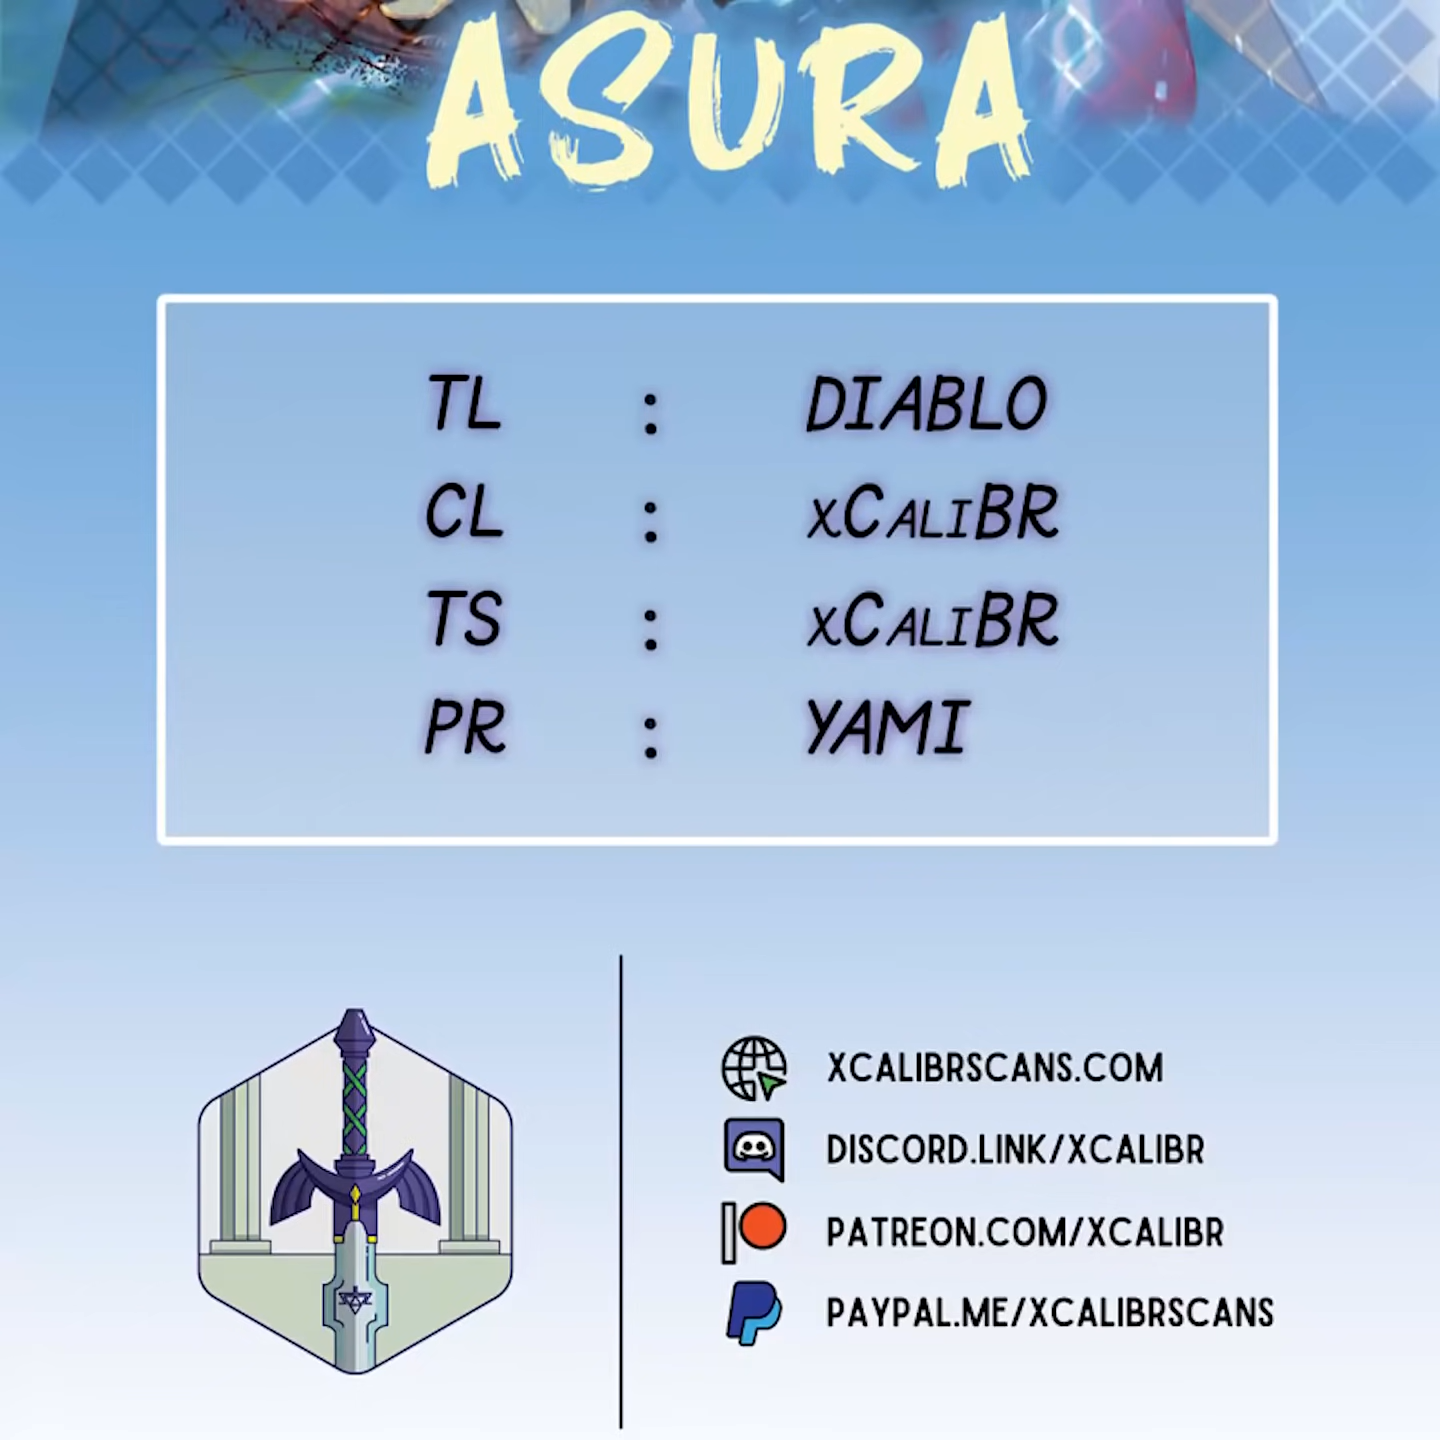 ASURA
TL : DIABLO
CL : xCALIBR
TS : xCALIBR
PR : YAMI
XCALIBRSCANS.COM
DISCORD.LINK/XCALIBR
PATREON.COM/XCALIBR
PAYPAL.ME/XCALIBRSCANS